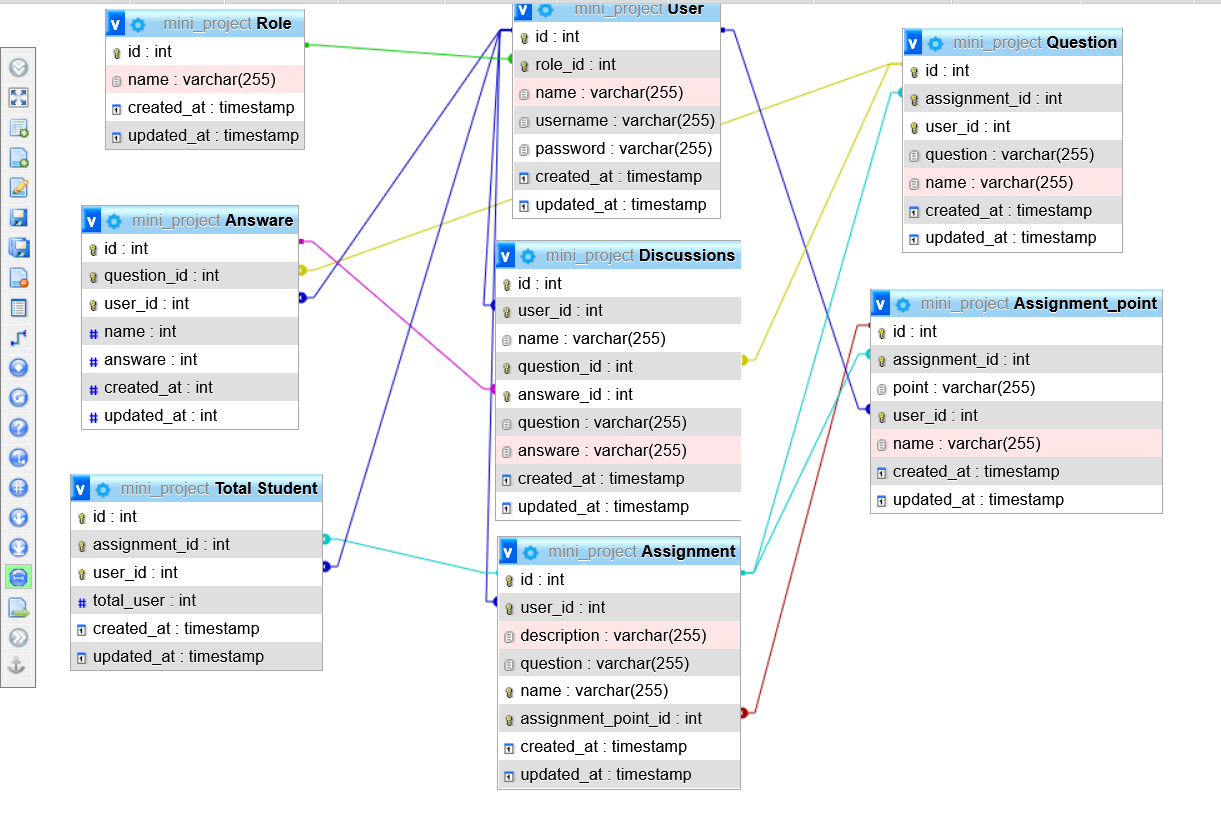 mini_project Role
id : int
name : varchar(255)
created_at : timestamp
updated_at : timestamp
mini_project User
id : int
role_id : int
name : varchar(255)
username : varchar(255)
password : varchar(255)
created_at : timestamp
updated_at : timestamp
mini_project Question
id : int
assignment_id : int
user_id : int
question : varchar(255)
name : varchar(255)
created_at : timestamp
updated_at : timestamp
mini_project Answare
id : int
question_id : int
user_id : int
name : int
answare : int
created_at : int
updated_at : int
mini_project Discussions
id : int
user_id : int
name : varchar(255)
question_id : int
answare_id : int
question : varchar(255)
answare : varchar(255)
created_at : timestamp
updated_at : timestamp
mini_project Assignment_point
id : int
assignment_id : int
point : varchar(255)
user_id : int
name : varchar(255)
created_at : timestamp
updated_at : timestamp
mini_project Total Student
id : int
assignment_id : int
user_id : int
total_user : int
created_at : timestamp
updated_at : timestamp
mini_project Assignment
id : int
user_id : int
description : varchar(255)
question : varchar(255)
name : varchar(255)
assignment_point_id : int
created_at : timestamp
updated_at : timestamp